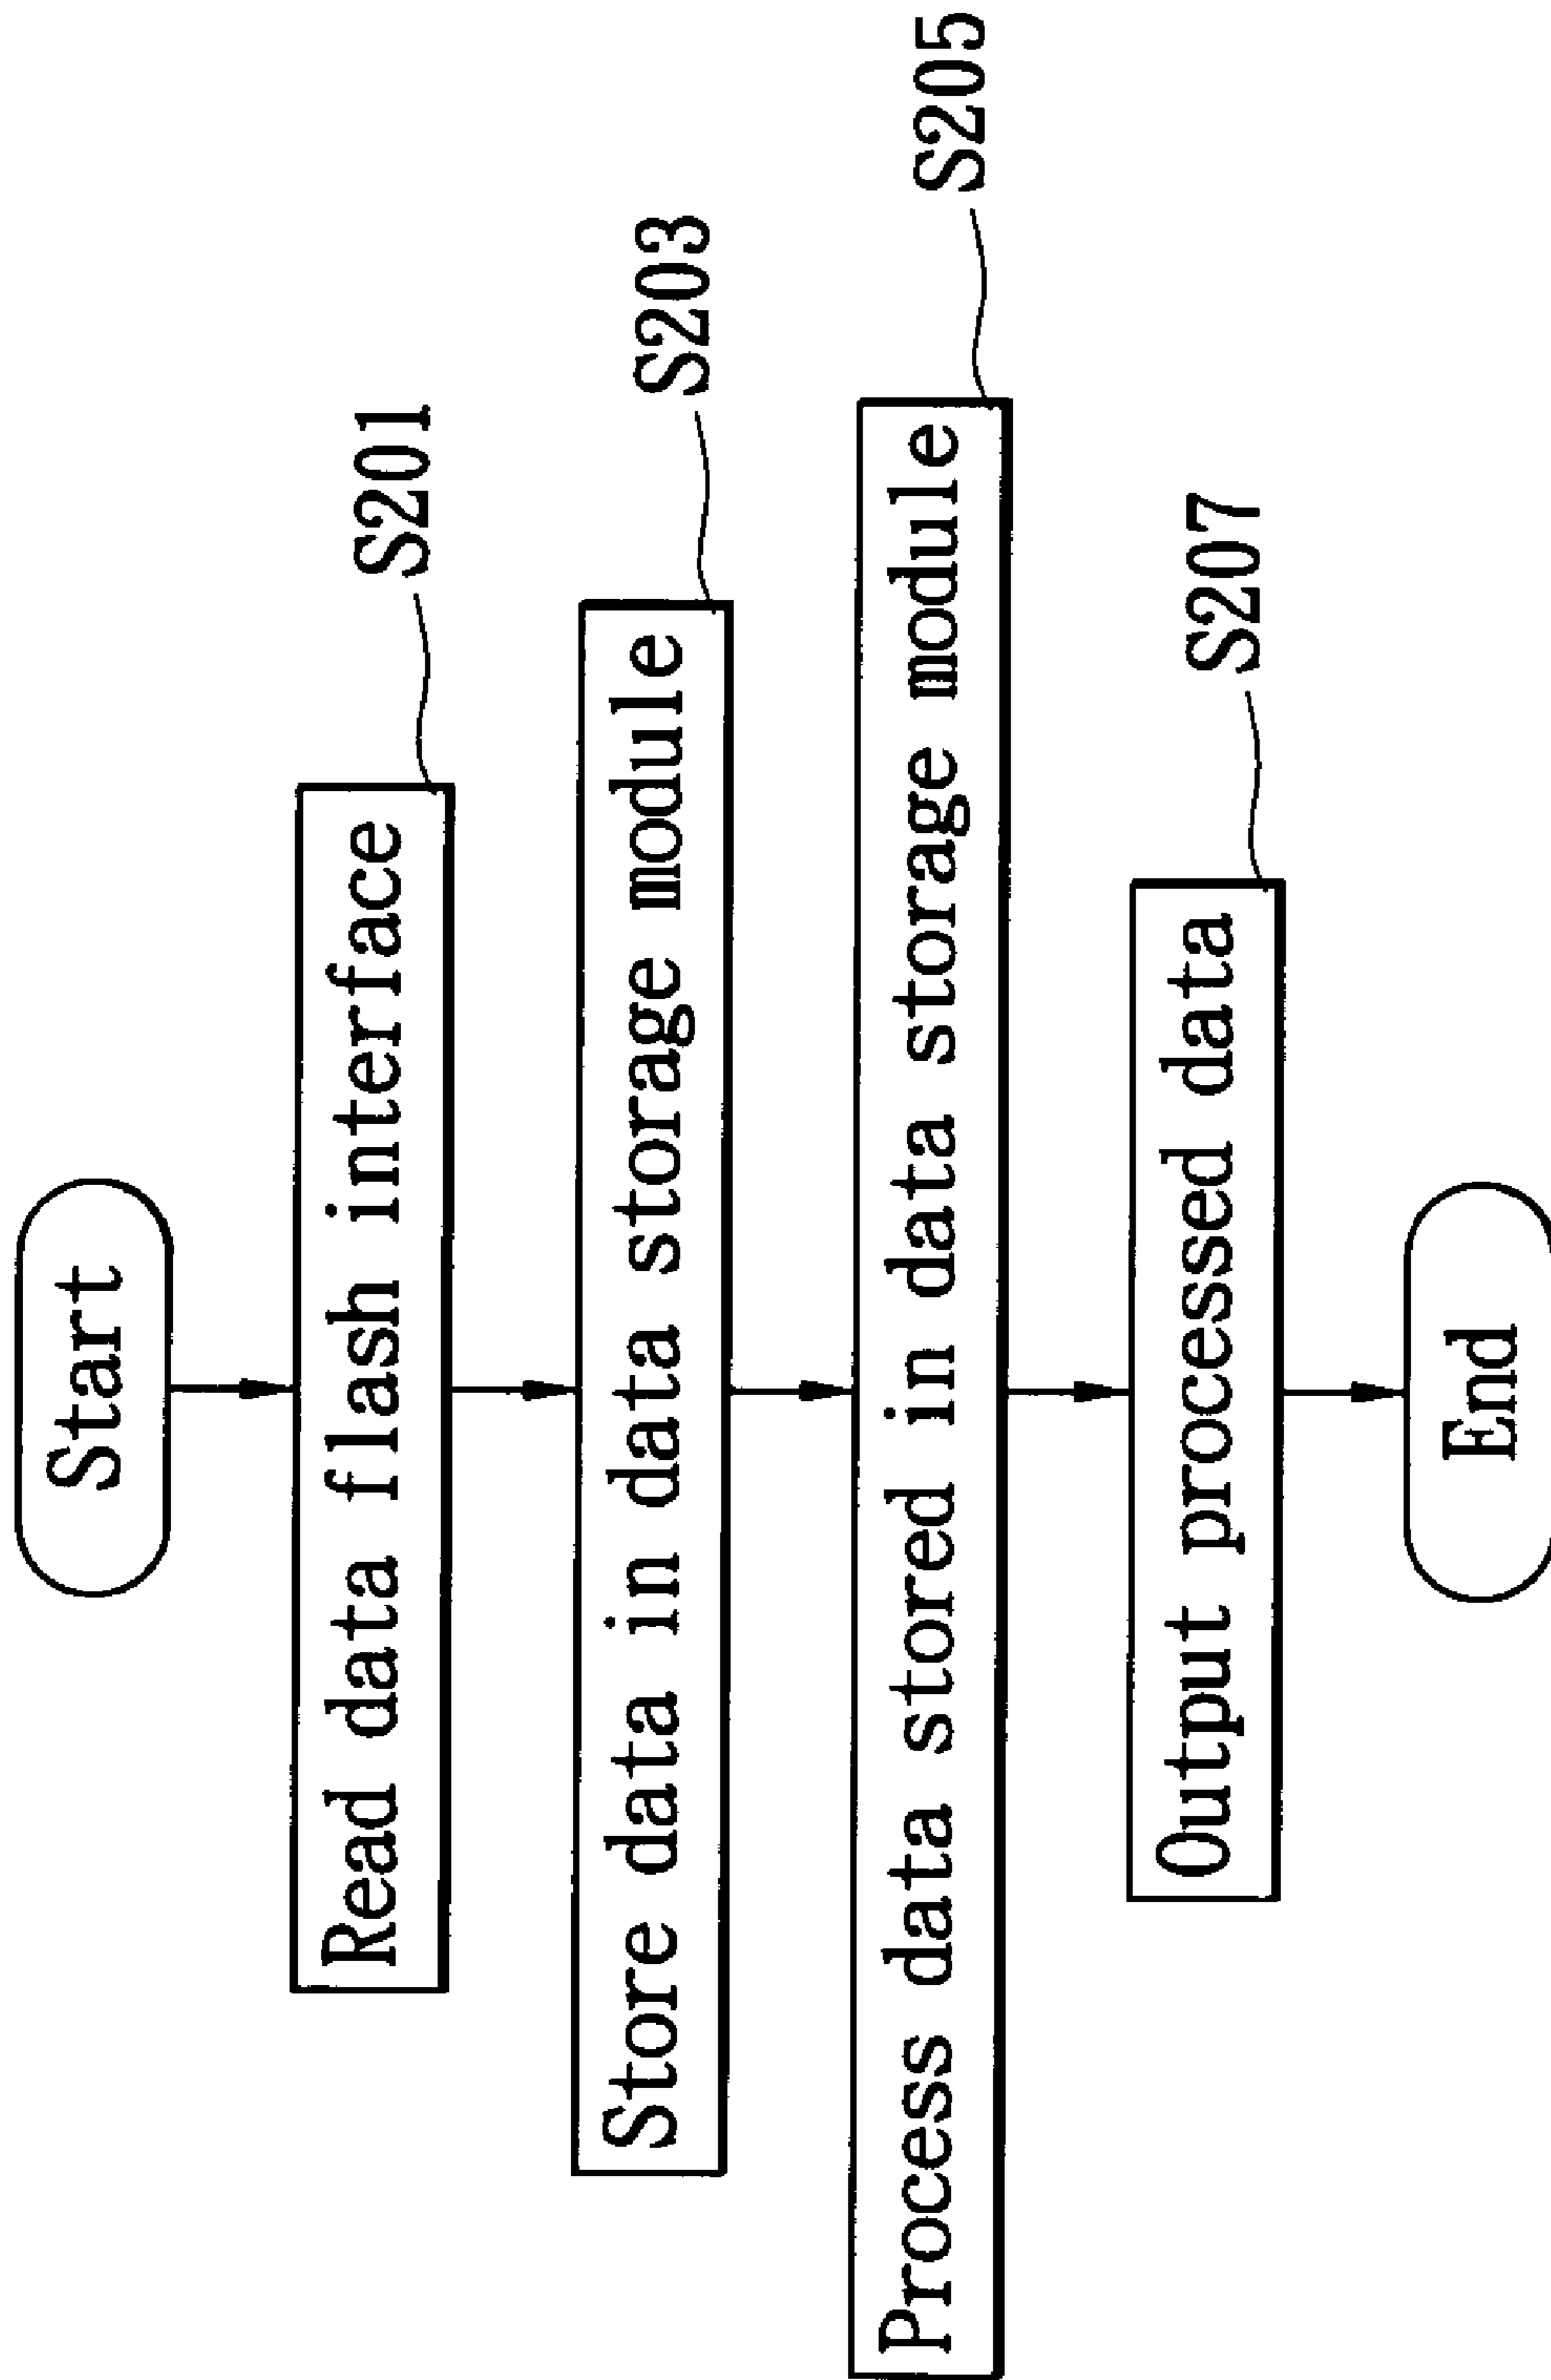 Start
Read data flash interface
S201
Store data in data storage module
S203
Process data stored in data storage module
S205
Output processed data
S207
End